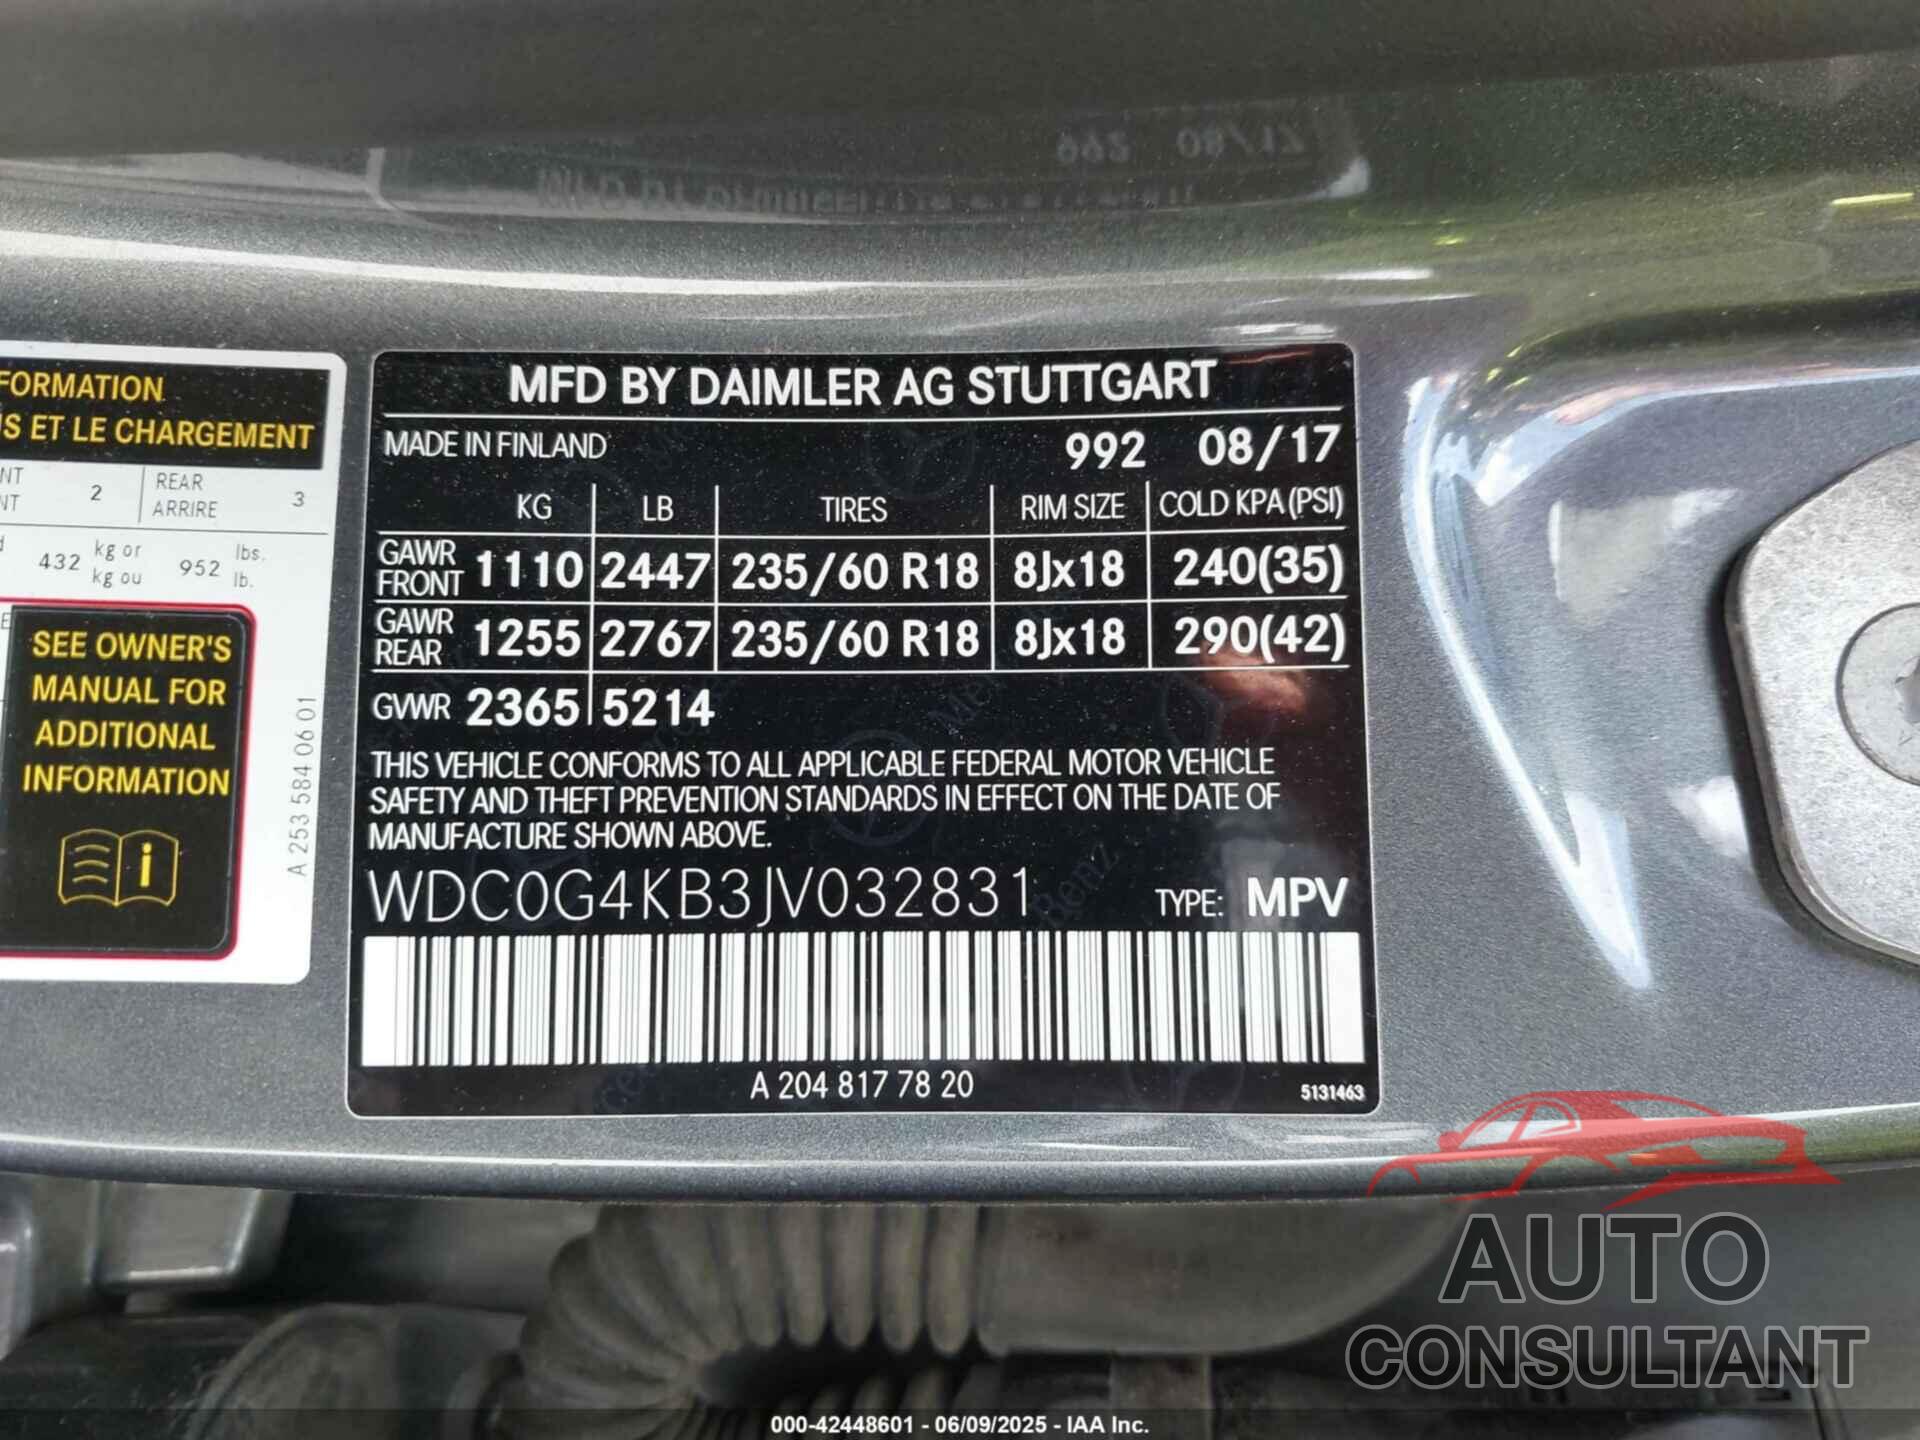 FORMATION
S ET LE CHARGEMENT
2
REAR
ARRIRE
3
432 kg or
kg ou
952 lbs.
lb.
SEE OWNER'S
MANUAL FOR
ADDITIONAL
INFORMATION
i
A 253 584 06 01
MFD BY DAIMLER AG STUTTGART
MADE IN FINLAND 992 08/17
KG LB TIRES RIM SIZE COLD KPA (PSI)
GAWR FRONT 1110 2447 235/60 R18 8Jx18 240(35)
GAWR REAR 1255 2767 235/60 R18 8Jx18 290(42)
GVWR 2365 5214
THIS VEHICLE CONFORMS TO ALL APPLICABLE FEDERAL MOTOR VEHICLE
SAFETY AND THEFT PREVENTION STANDARDS IN EFFECT ON THE DATE OF
MANUFACTURE SHOWN ABOVE.
WDC0G4KB3JV032831 TYPE: MPV
A 204 817 78 20
5131463
AUTO
CONSULTANT
000-42448601 - 06/09/2025 - IAA Inc.